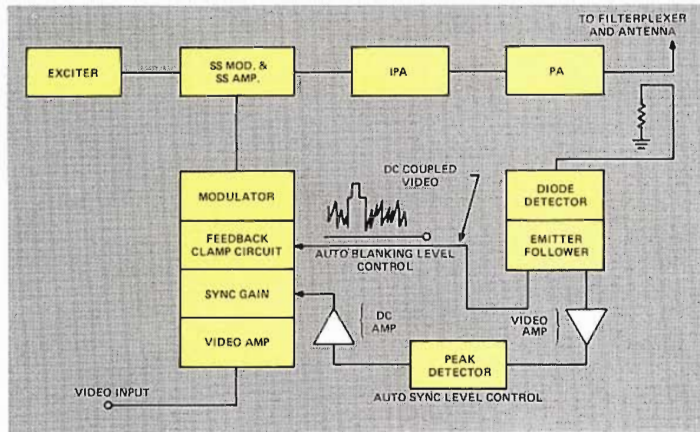 TO FILTERPLEXER
AND ANTENNA
EXCITER
SS MOD. &
SS AMP.
IPA
PA
MODULATOR
FEEDBACK
CLAMP CIRCUIT
SYNC GAIN
VIDEO AMP
DC COUPLED
VIDEO
AUTO BLANKING LEVEL
CONTROL
DIODE
DETECTOR
EMITTER
FOLLOWER
DC
AMP
VIDEO
AMP
PEAK
DETECTOR
AUTO SYNC LEVEL CONTROL
VIDEO INPUT